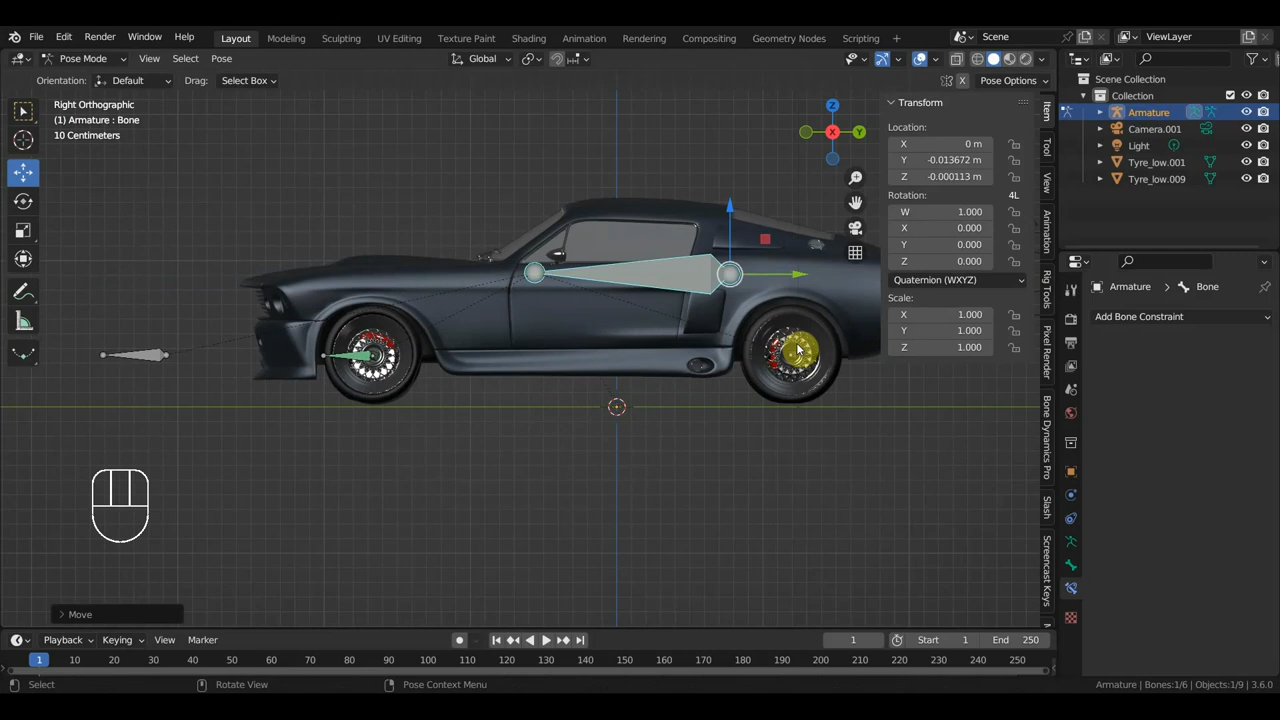 File Edit Render Window Help Layout Modeling Sculpting UV Editing Texture Paint Shading Animation Rendering Compositing Geometry Nodes Scripting + Scene ViewLayer
Pose Mode View Select Pose Global
Orientation: Default Drag: Select Box X Pose Options
Right Orthographic
(1) Armature : Bone
10 Centimeters
Z
Y
X
Transform
Location:
X 0 m
Y -0.013672 m
Z -0.000113 m
Rotation: 4L
W 1.000
X 0.000
Y 0.000
Z 0.000
Quaternion (WXYZ)
Scale:
X 1.000
Y 1.000
Z 1.000
Item
Tool
View
Animation
Rig Tools
Pixel Render
Bone Dynamics Pro
Slash
Screencast Keys
Scene Collection
Collection
Armature
Camera.001
Light
Tyre_low.001
Tyre_low.009
Armature > Bone
Add Bone Constraint
> Move
Playback Keying View Marker 1 Start 1 End 250
1 10 20 30 40 50 60 70 80 90 100 110 120 130 140 150 160 170 180 190 200 210 220 230 240 250
Select Rotate View Pose Context Menu Armature | Bones:1/6 | Objects:1/9 | 3.6.0